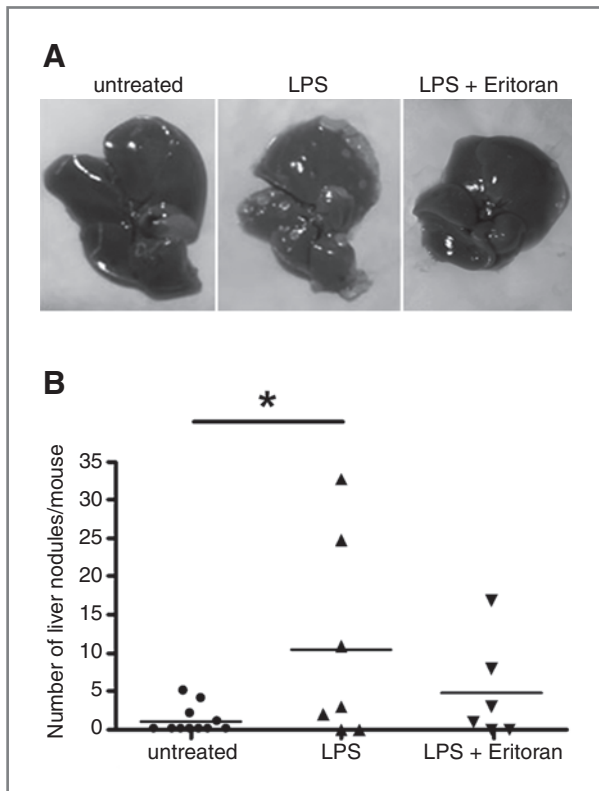 A
untreated LPS LPS + Eritoran
B
*
Number of liver nodules/mouse
35
30
25
20
15
10
5
0
untreated LPS LPS + Eritoran